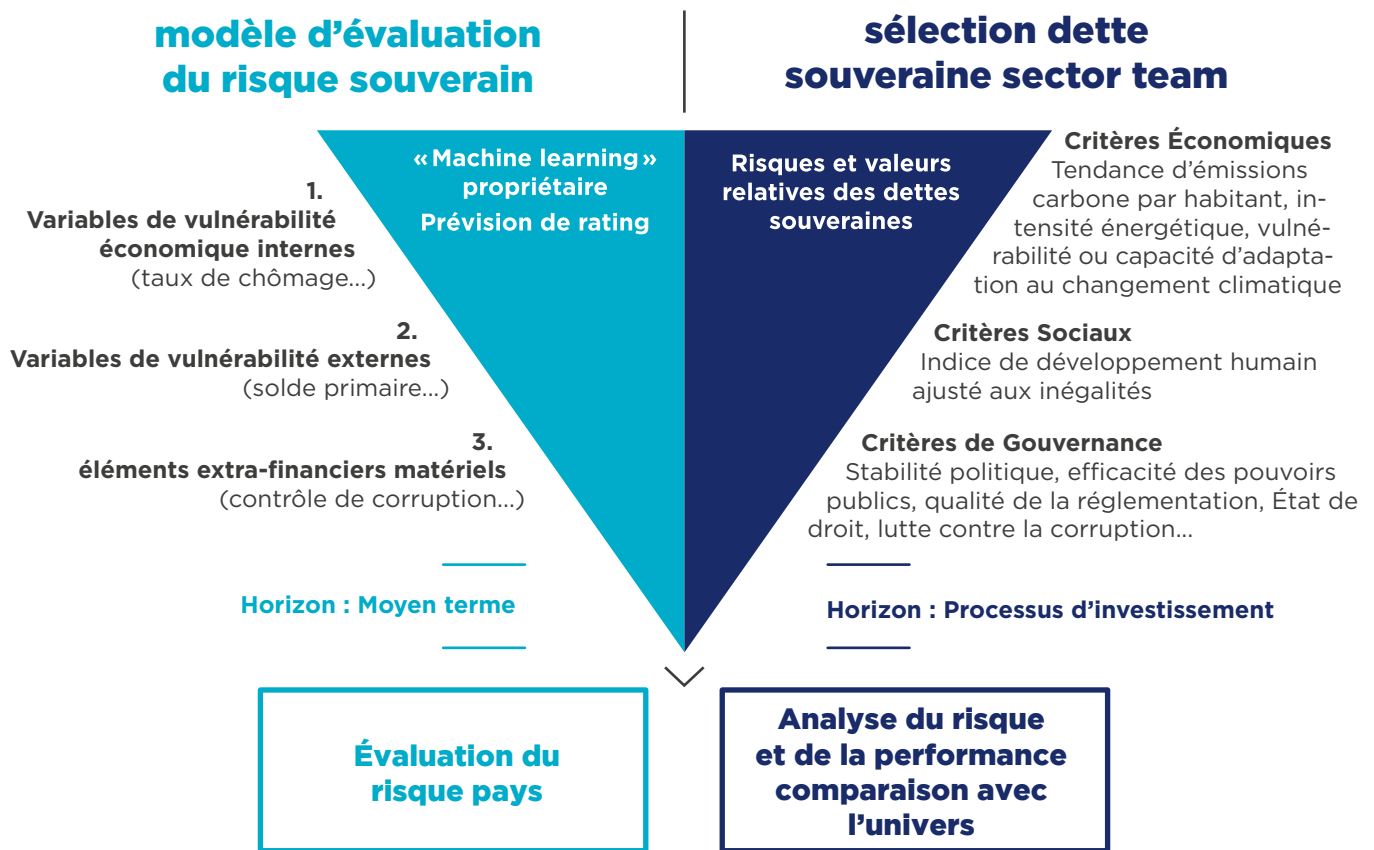 modèle d’évaluation
du risque souverain
«Machine learning»
propriétaire
Prévision de rating
1.
Variables de vulnérabilité
économique internes
(taux de chômage...)
2.
Variables de vulnérabilité externes
(solde primaire...)
3.
éléments extra-financiers matériels
(contrôle de corruption...)
Horizon : Moyen terme
Évaluation du
risque pays
sélection dette
souveraine sector team
Risques et valeurs
relatives des dettes
souveraines
Critères Économiques
Tendance d’émissions
carbone par habitant, in-
tensité énergétique, vulné-
rabilité ou capacité d’adapta-
tion au changement climatique
Critères Sociaux
Indice de développement humain
ajusté aux inégalités
Critères de Gouvernance
Stabilité politique, efficacité des pouvoirs
publics, qualité de la réglementation, État de
droit, lutte contre la corruption...
Horizon : Processus d’investissement
Analyse du risque
et de la performance
comparaison avec
l’univers